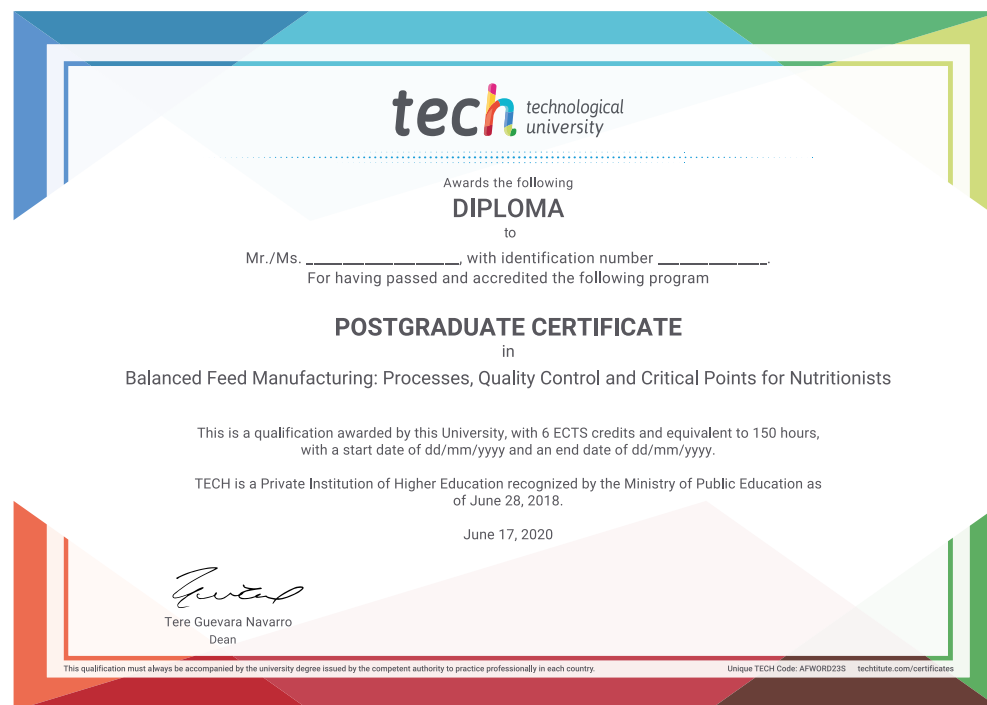 tech technological
university
Awards the following
DIPLOMA
to
Mr./Ms. ____________________, with identification number ______________.
For having passed and accredited the following program
POSTGRADUATE CERTIFICATE
in
Balanced Feed Manufacturing: Processes, Quality Control and Critical Points for Nutritionists
This is a qualification awarded by this University, with 6 ECTS credits and equivalent to 150 hours,
with a start date of dd/mm/yyyy and an end date of dd/mm/yyyy.
TECH is a Private Institution of Higher Education recognized by the Ministry of Public Education as
of June 28, 2018.
June 17, 2020
Tere Guevara Navarro
Dean
This qualification must always be accompanied by the university degree issued by the competent authority to practice professionally in each country.
Unique TECH Code: AFWORD23S techtitute.com/certificates